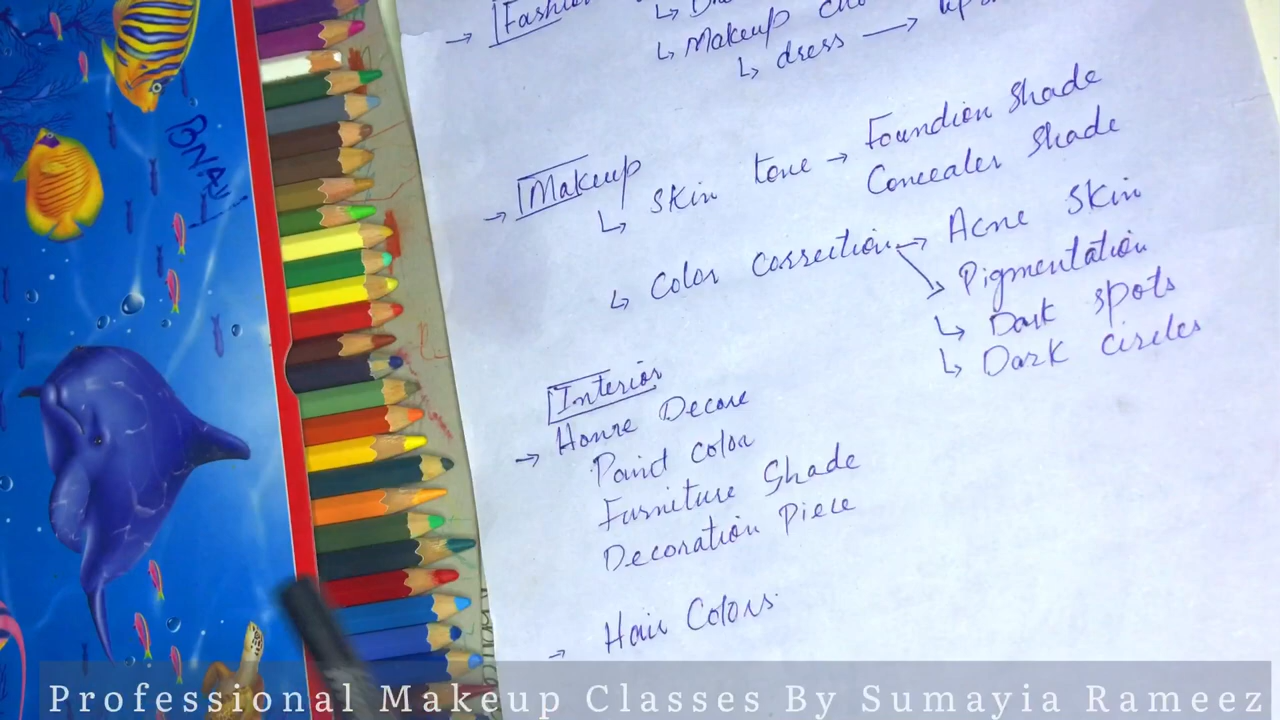 → Fashion
↳ Makeup
↳ dress →
→ Makeup
↳ Skin tone → Foundion Shade
Concealer Shade
↳ Color correction → Acne Skin
Pigmentation
↳ Dark spots
↳ Dark circles
Interior
→ Home Decore
Paint color
Furniture Shade
Decoration Piece
→ Hair Colors
Professional Makeup Classes By Sumayia Rameez